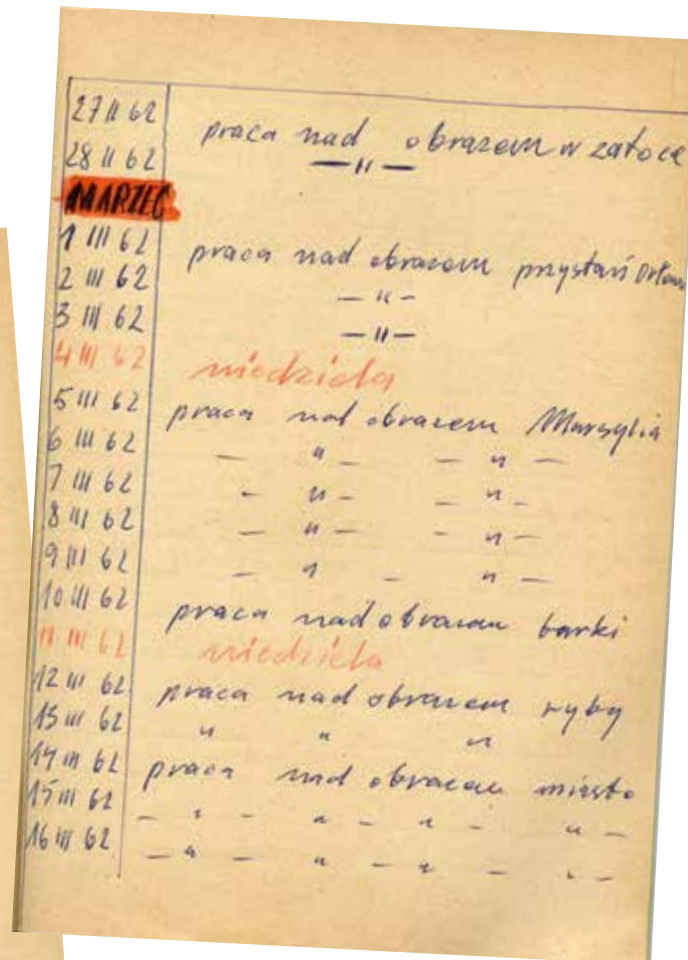 27 II 62 praca nad obrazem w zatoce
28 II 62 — " —
MARZEC
1 III 62 praca nad obrazem przystań Orłowo
2 III 62 — " —
3 III 62 — " —
4 III 62 niedziela
5 III 62 praca nad obrazem Marsylia
6 III 62 — " — — " —
7 III 62 — " — — " —
8 III 62 — " — — " —
9 III 62 — " — " —
10 III 62 praca nad obrazem barki
11 III 62 niedziela
12 III 62 praca nad obrazem ryby
13 III 62 " " "
14 III 62 praca nad obrazem miasto
15 III 62 — " — " — " — " —
16 III 62 — " — " — " — " —